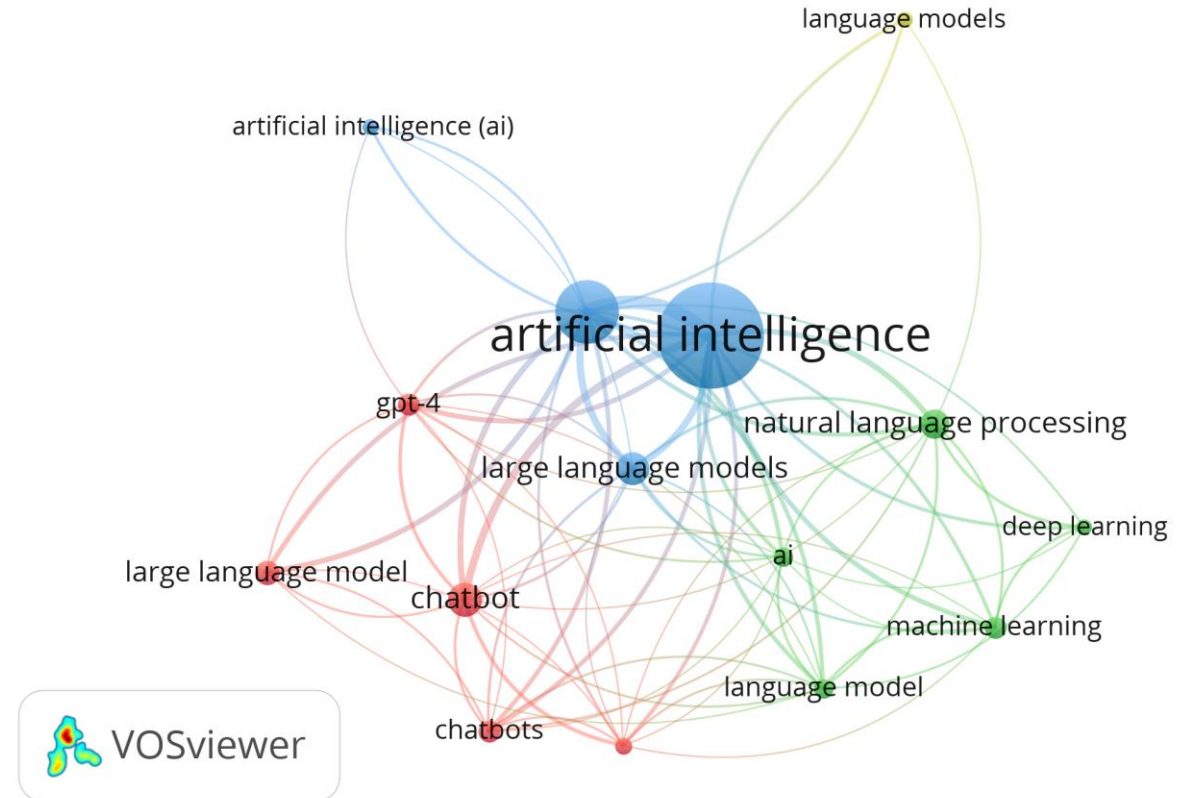 language models
artificial intelligence (ai)
artificial intelligence
gpt-4
natural language processing
large language models
deep learning
ai
large language model
chatbot
machine learning
language model
chatbots
VOSviewer